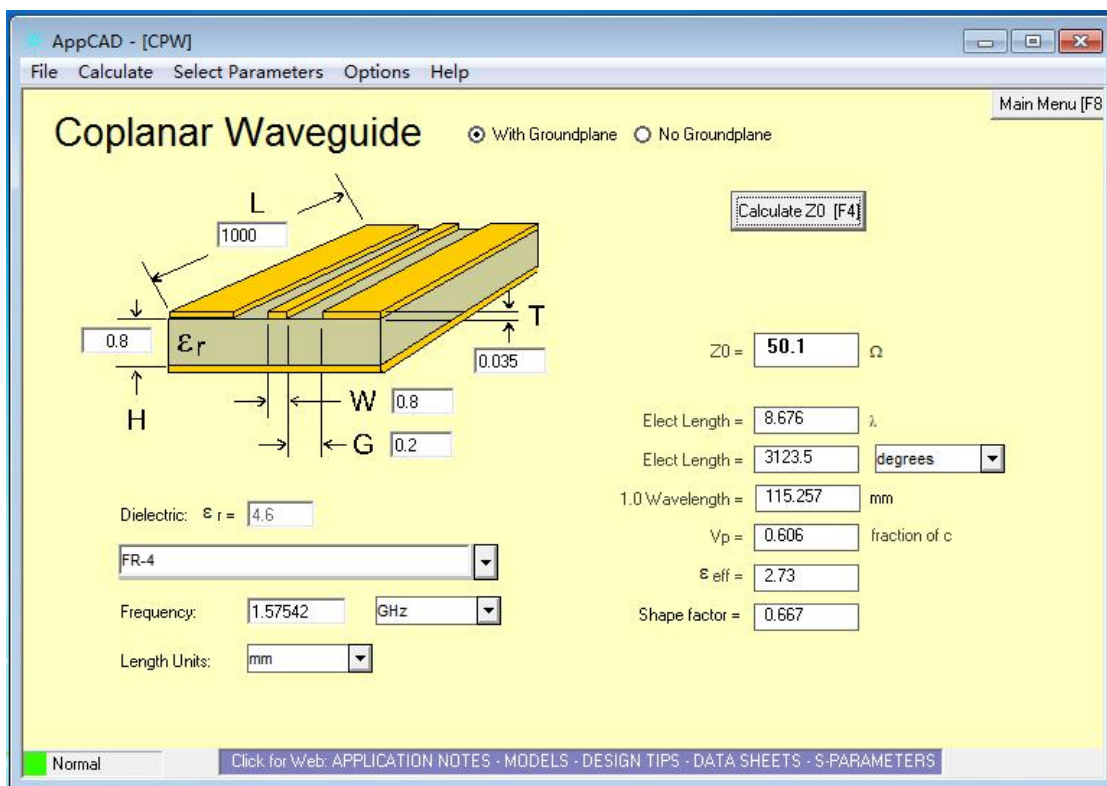 AppCAD - [CPW]
File Calculate Select Parameters Options Help
Main Menu [F8
Coplanar Waveguide With Groundplane No Groundplane
L
1000
Calculate Z0 [F4]
T
0.8
εr
0.035
H
W 0.8
G 0.2
Z0 = 50.1 Ω
Elect Length = 8.676 λ
Elect Length = 3123.5 degrees
1.0 Wavelength = 115.257 mm
Vp = 0.606 fraction of c
ε eff = 2.73
Shape factor = 0.667
Dielectric: ε r = 4.6
FR-4
Frequency: 1.57542 GHz
Length Units: mm
Normal
Click for Web: APPLICATION NOTES - MODELS - DESIGN TIPS - DATA SHEETS - S-PARAMETERS